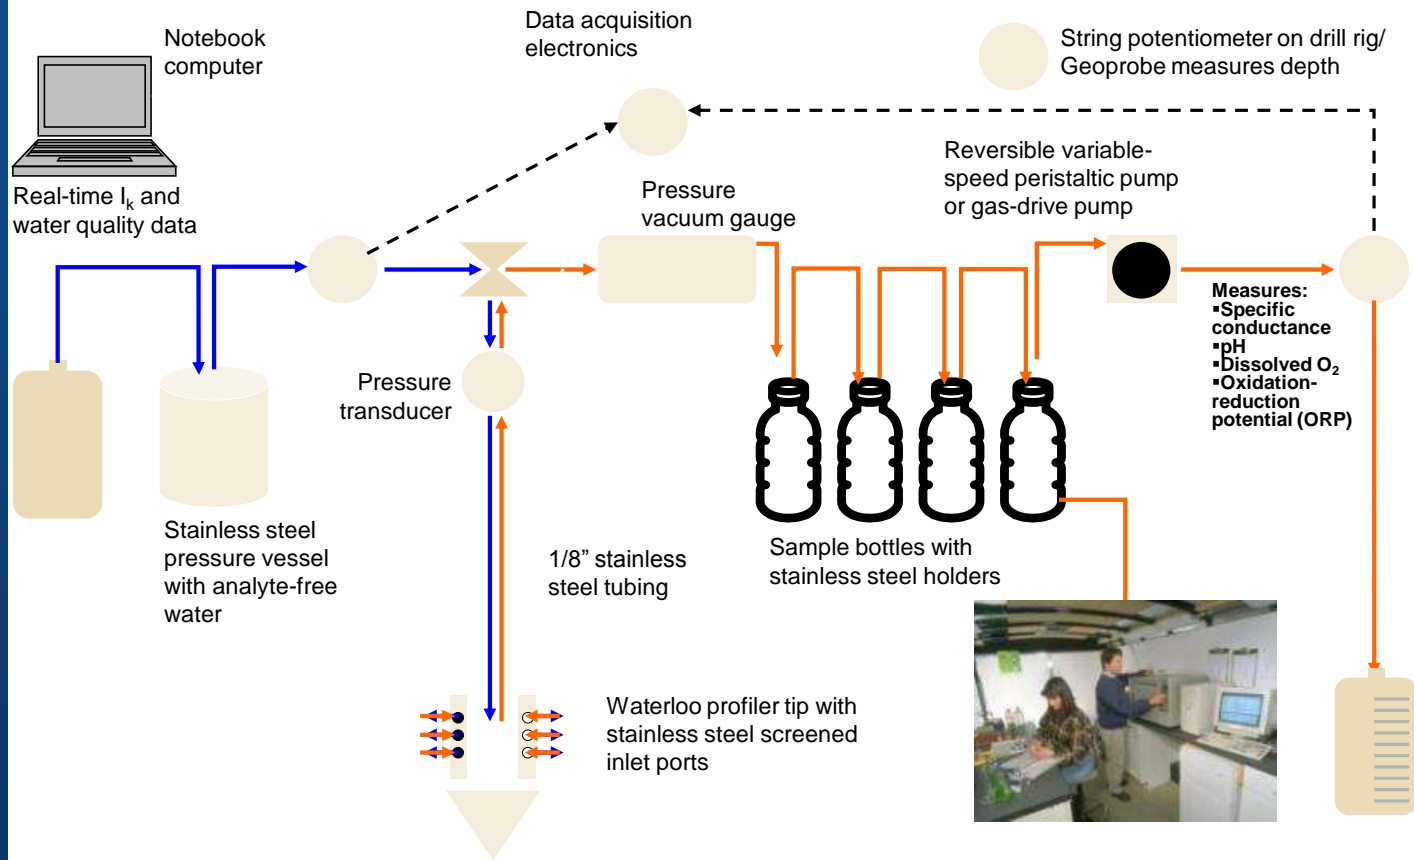 Notebook
computer
Data acquisition
electronics
String potentiometer on drill rig/
Geoprobe measures depth
Real-time Iₖ and
water quality data
Pressure
vacuum gauge
Reversible variable-
speed peristaltic pump
or gas-drive pump
Measures:
▪Specific
conductance
▪pH
▪Dissolved O₂
▪Oxidation-
reduction
potential (ORP)
Pressure
transducer
Stainless steel
pressure vessel
with analyte-free
water
1/8” stainless
steel tubing
Sample bottles with
stainless steel holders
Waterloo profiler tip with
stainless steel screened
inlet ports